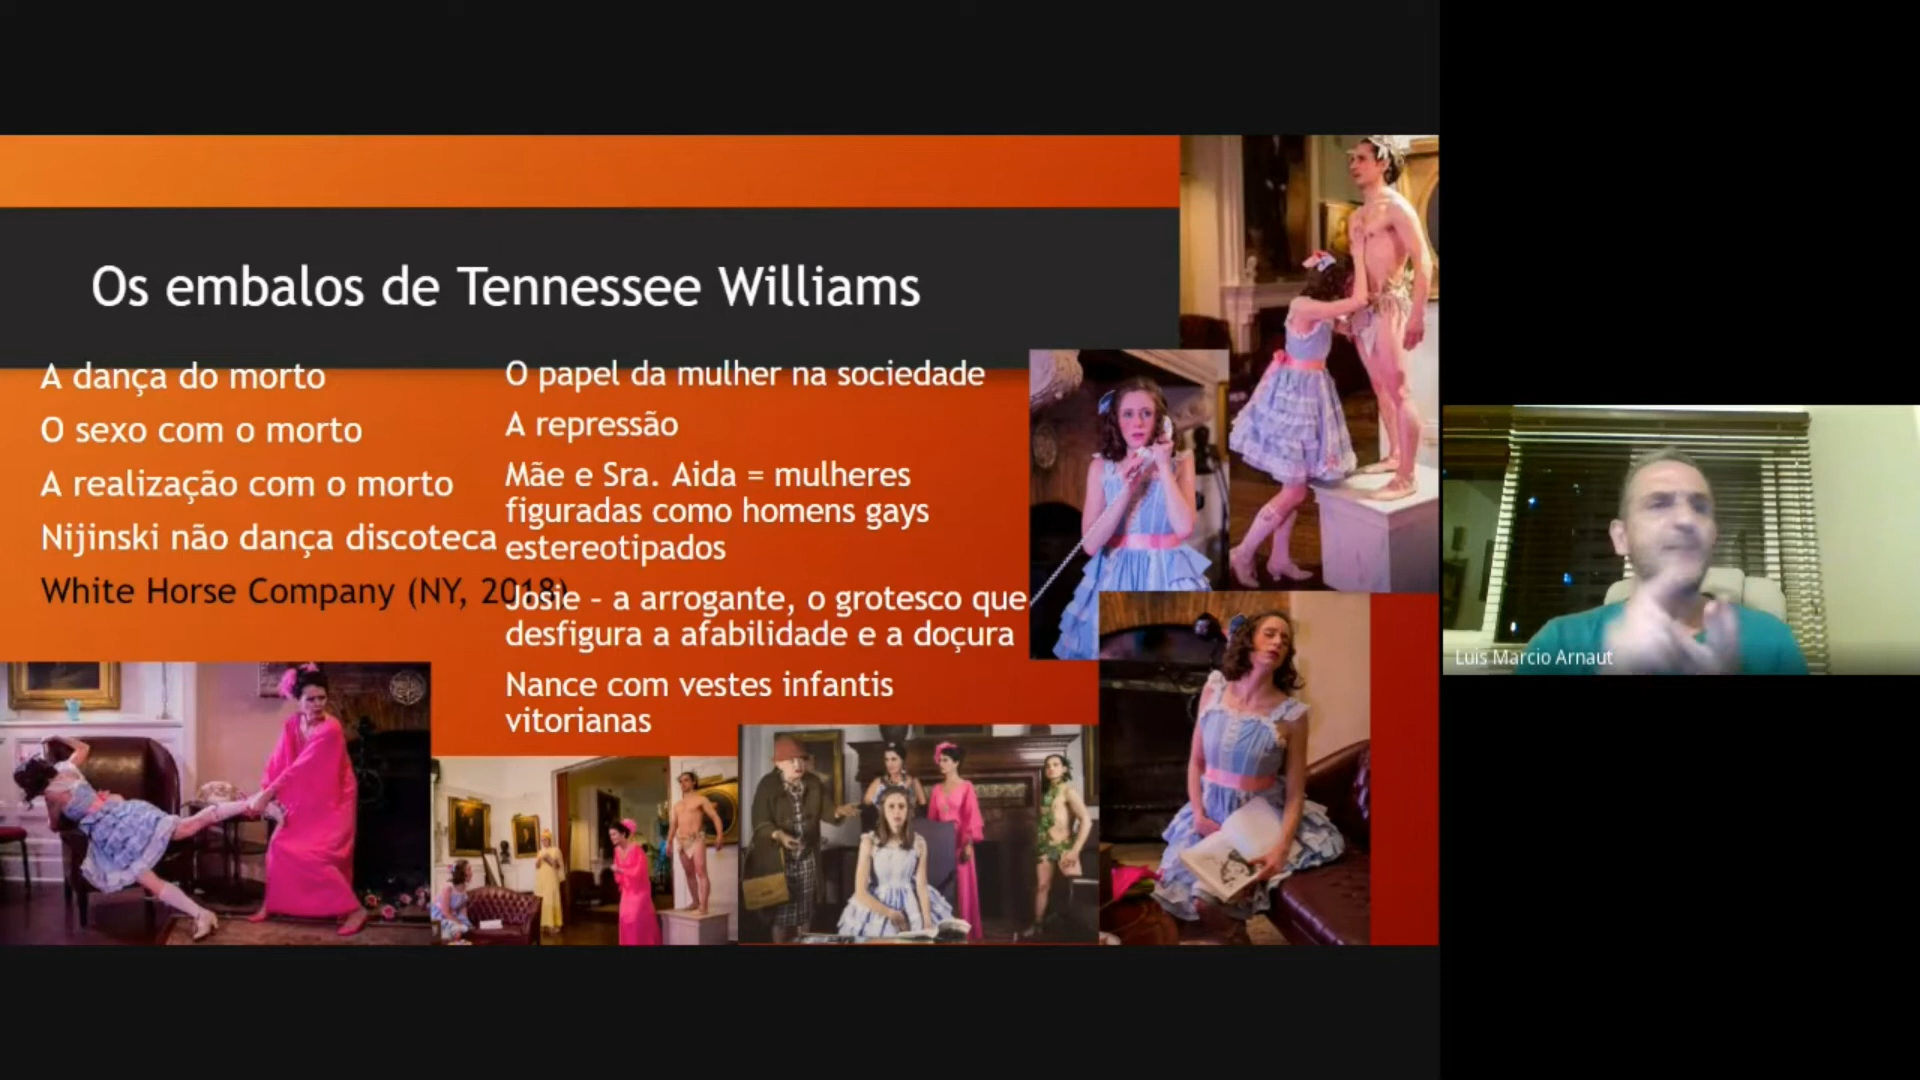 Os embalos de Tennessee Williams
A dança do morto
O sexo com o morto
A realização com o morto
Nijinski não dança discoteca
White Horse Company (NY, 2018)
O papel da mulher na sociedade
A repressão
Mãe e Sra. Aida = mulheres
figuradas como homens gays
estereotipados
Josie – a arrogante, o grotesco que
desfigura a afabilidade e a doçura
Nance com vestes infantis
vitorianas
Luis Marcio Arnaut